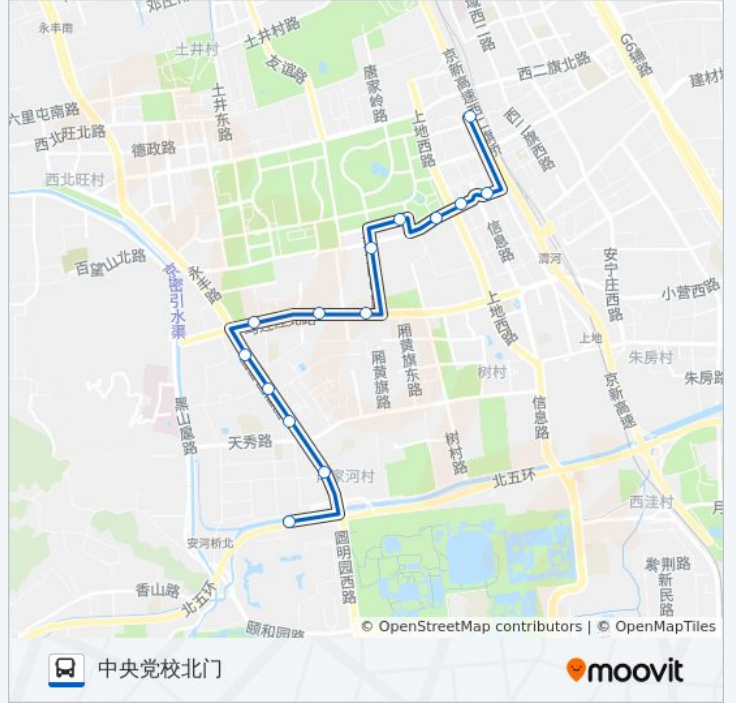 永丰南
土井村
土井村路
友谊路
唐家岭路
京新高速
西二旗北路
G6辅路
六里屯南路
西北旺北路
土井东路
德政路
上地西路
西二旗西路
西北旺村
百望山北路
永丰路
京密引水渠
信息路
清河
安宁庄西路
小营西路
上地西路
上地
厢黄旗东路
厢黄旗路
朱房村
树村
京新高速
黑山扈路
信息路
天秀路
树村路
北五环
西洼村
安河桥北
圆明园西路
香山路
北五环
颐和园路
新民路
© OpenStreetMap contributors | © OpenMapTiles
中央党校北门
moovit